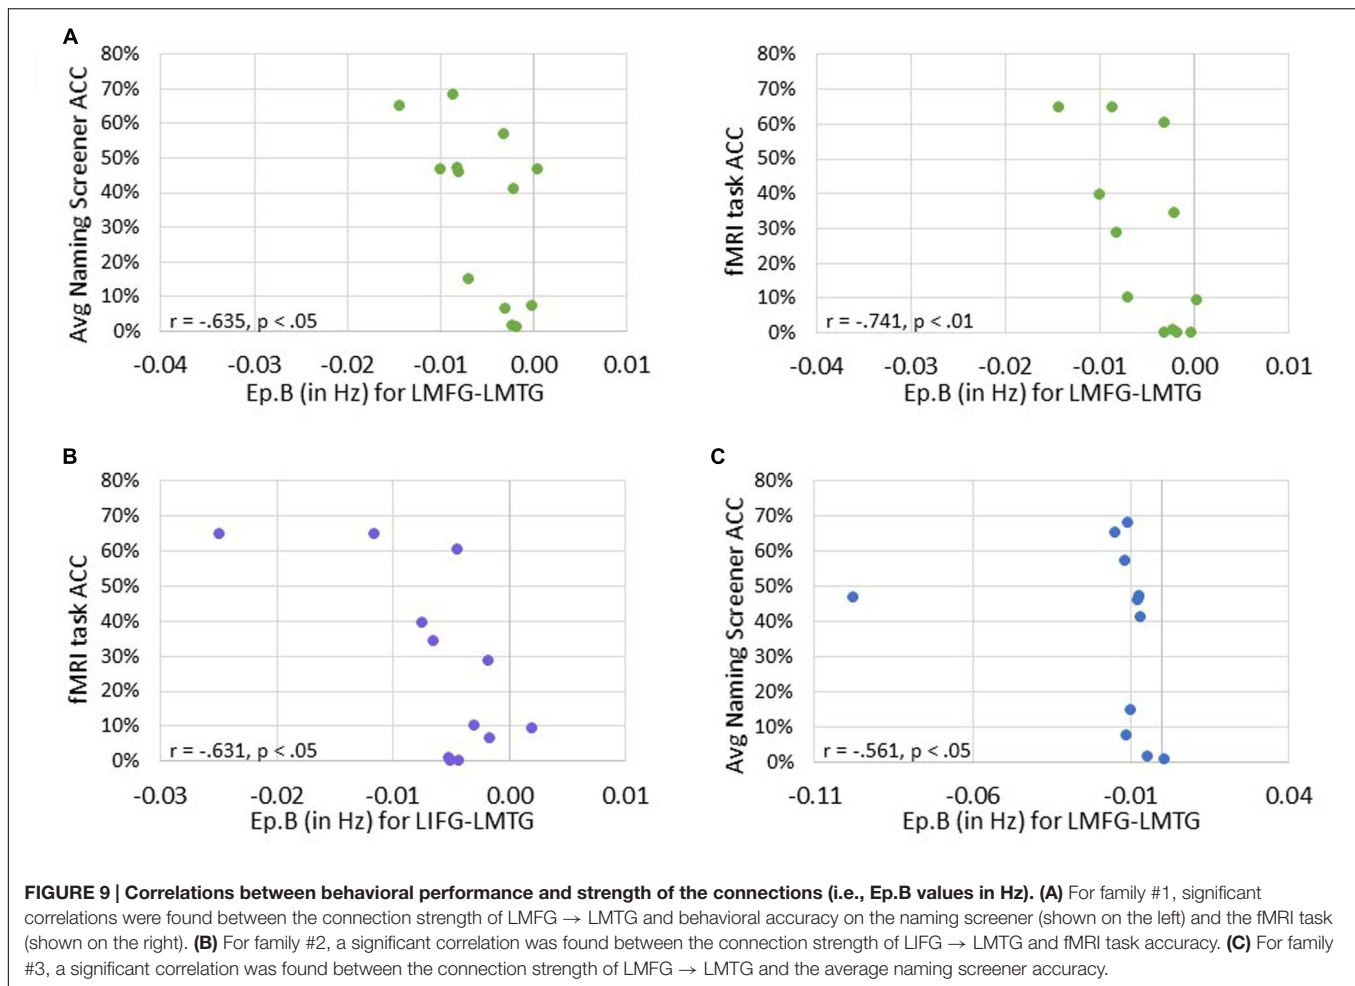 A
80%
70%
60%
50%
40%
30%
20%
10%
0%
Avg Naming Screener ACC
r = -.635, p < .05
-0.04 -0.03 -0.02 -0.01 0.00 0.01
Ep.B (in Hz) for LMFG-LMTG
80%
70%
60%
50%
40%
30%
20%
10%
0%
fMRI task ACC
r = -.741, p < .01
-0.04 -0.03 -0.02 -0.01 0.00 0.01
Ep.B (in Hz) for LMFG-LMTG
B
80%
70%
60%
50%
40%
30%
20%
10%
0%
fMRI task ACC
r = -.631, p < .05
-0.03 -0.02 -0.01 0.00 0.01
Ep.B (in Hz) for LIFG-LMTG
C
80%
70%
60%
50%
40%
30%
20%
10%
0%
Avg Naming Screener ACC
r = -.561, p < .05
-0.11 -0.06 -0.01 0.04
Ep.B (in Hz) for LMFG-LMTG
FIGURE 9 | Correlations between behavioral performance and strength of the connections (i.e., Ep.B values in Hz). (A) For family #1, significant
correlations were found between the connection strength of LMFG → LMTG and behavioral accuracy on the naming screener (shown on the left) and the fMRI task
(shown on the right). (B) For family #2, a significant correlation was found between the connection strength of LIFG → LMTG and fMRI task accuracy. (C) For family
#3, a significant correlation was found between the connection strength of LMFG → LMTG and the average naming screener accuracy.